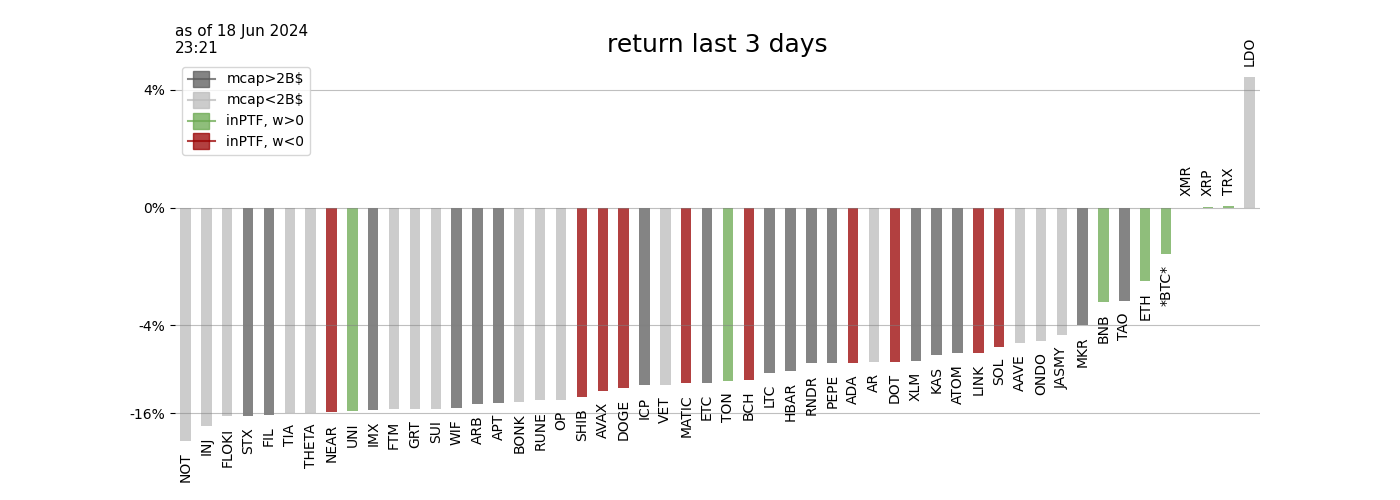 as of 18 Jun 2024
23:21
return last 3 days
mcap>2B$
mcap<2B$
inPTF, w>0
inPTF, w<0
4%
0%
-4%
-16%
NOT
INJ
FLOKI
STX
FIL
TIA
THETA
NEAR
UNI
IMX
FTM
GRT
SUI
WIF
ARB
APT
BONK
RUNE
OP
SHIB
AVAX
DOGE
ICP
VET
MATIC
ETC
TON
BCH
LTC
HBAR
RNDR
PEPE
ADA
AR
DOT
XLM
KAS
ATOM
LINK
SOL
AAVE
ONDO
JASMY
MKR
BNB
TAO
ETH
*BTC*
XMR
XRP
TRX
LDO